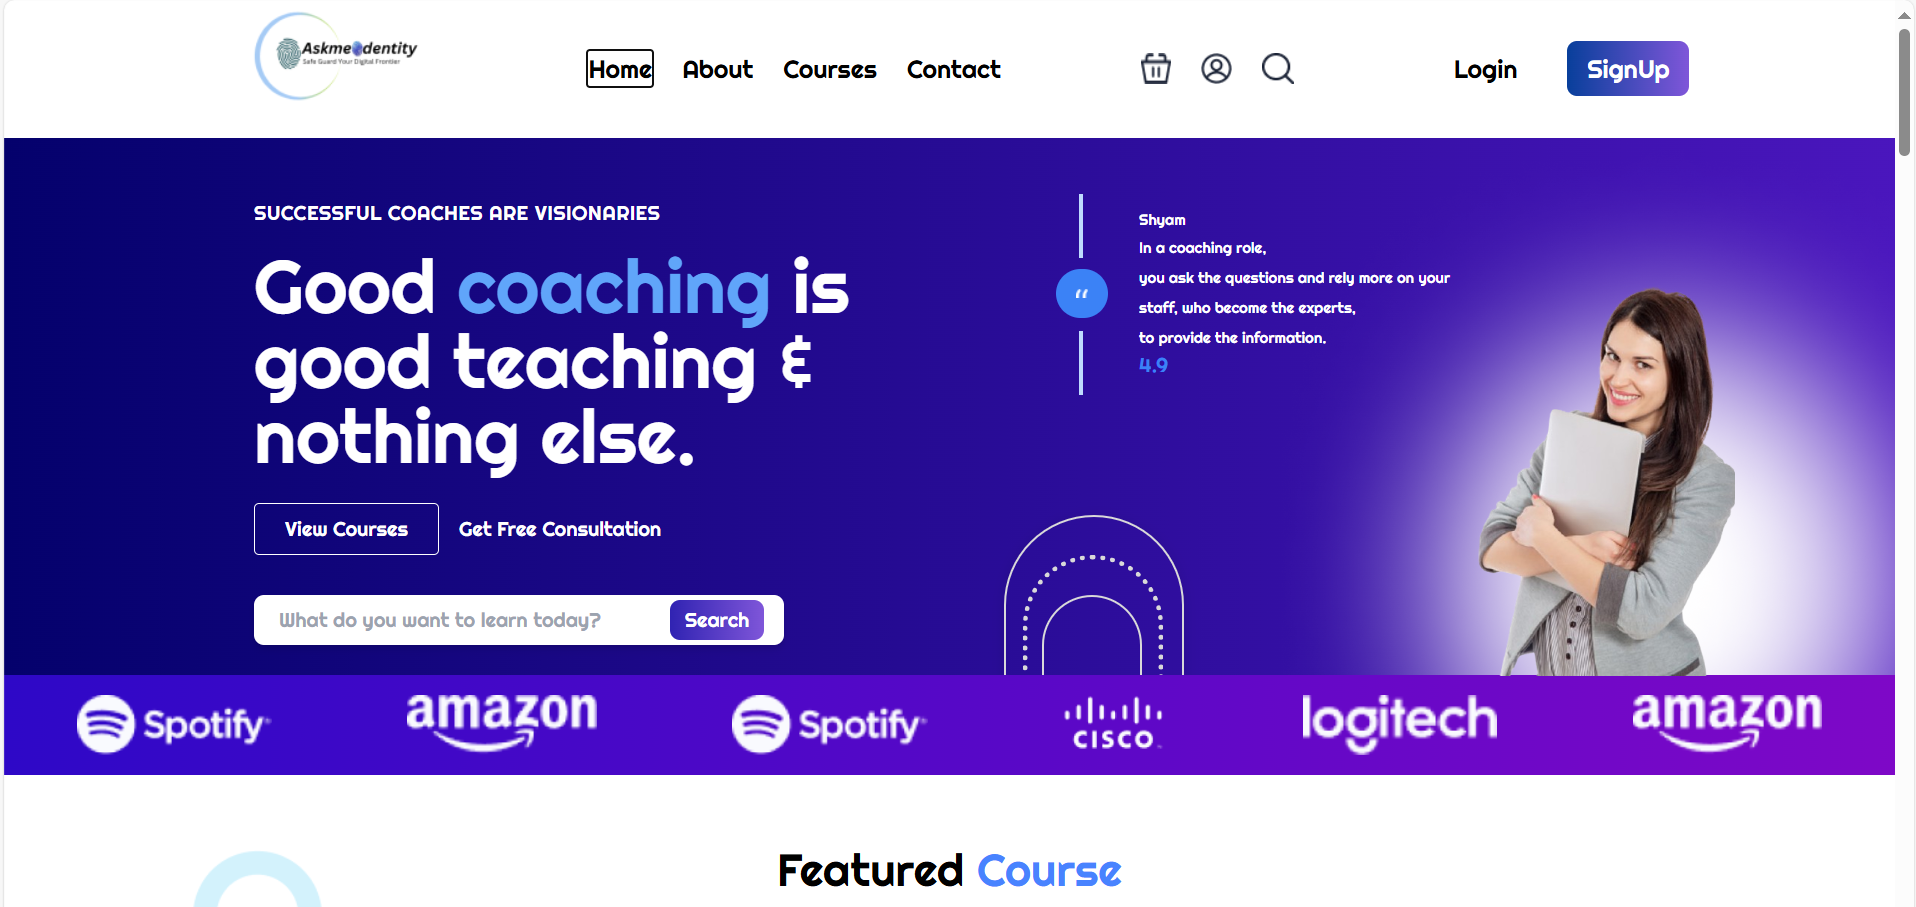 Askme dentity
Safe Guard Your Digital Frontier
Home About Courses Contact Login SignUp
SUCCESSFUL COACHES ARE VISIONARIES
Good coaching is
good teaching &
nothing else.
View Courses Get Free Consultation
What do you want to learn today? Search
“
Shyam
In a coaching role,
you ask the questions and rely more on your
staff, who become the experts,
to provide the information.
4.9
Spotify amazon Spotify CISCO logitech amazon
Featured Course